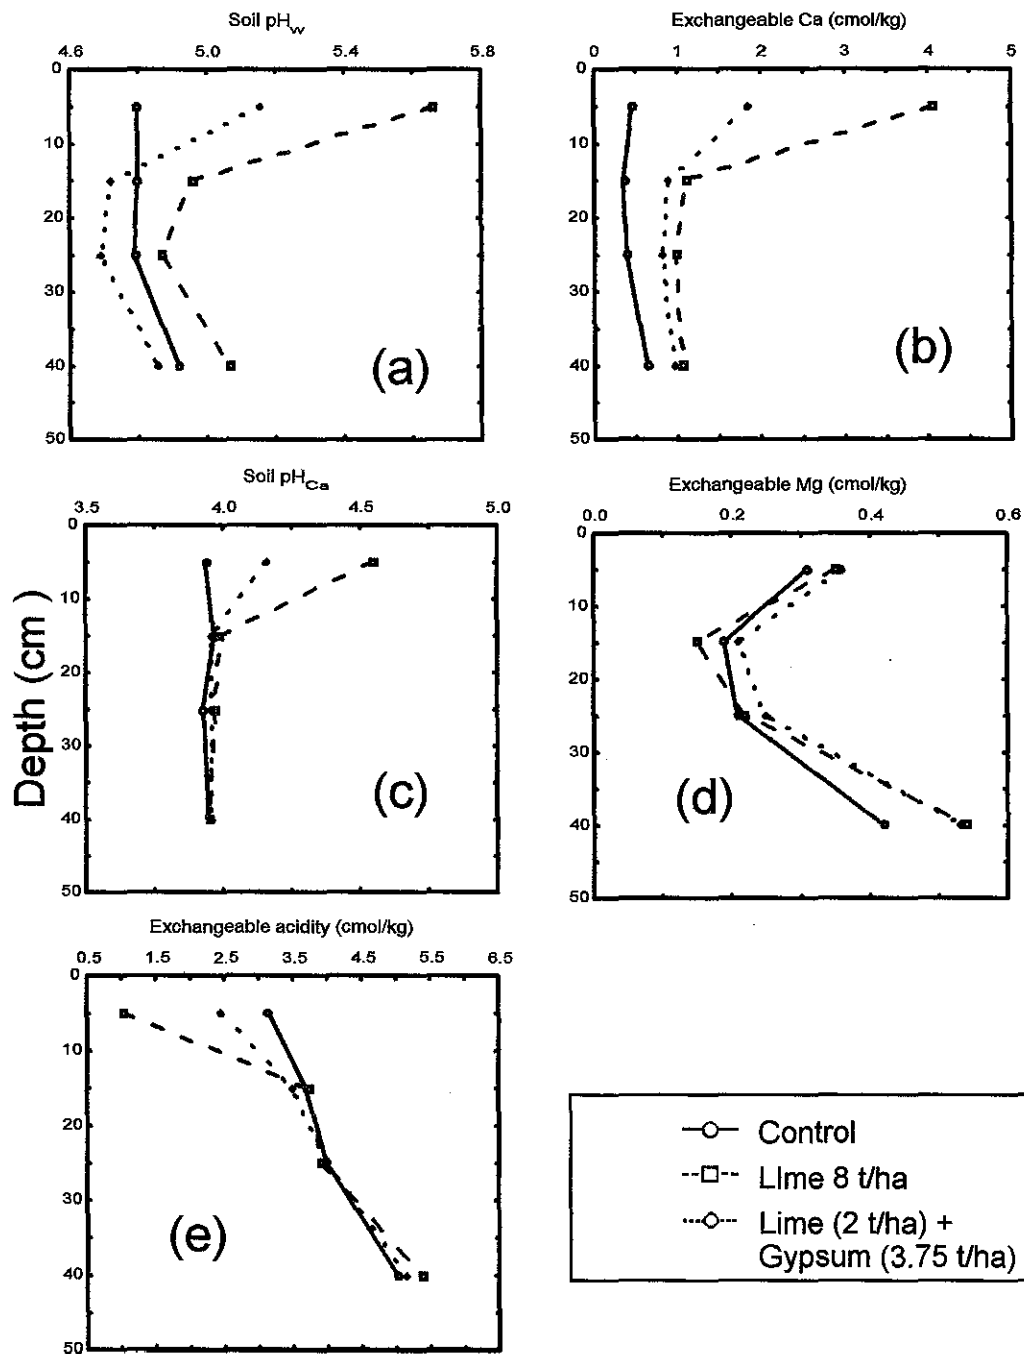 Soil pHw
4.6 5.0 5.4 5.8
0
10
20
30
40
50
(a)
Exchangeable Ca (cmol/kg)
0 1 2 3 4 5
0
10
20
30
40
50
(b)
Soil pHCa
3.5 4.0 4.5 5.0
0
10
20
30
40
50
(c)
Exchangeable Mg (cmol/kg)
0.0 0.2 0.4 0.6
0
10
20
30
40
50
(d)
Depth (cm)
Exchangeable acidity (cmol/kg)
0.5 1.5 2.5 3.5 4.5 5.5 6.5
0
10
20
30
40
50
(e)
Control
LIme 8 t/ha
Lime (2 t/ha) +
Gypsum (3.75 t/ha)